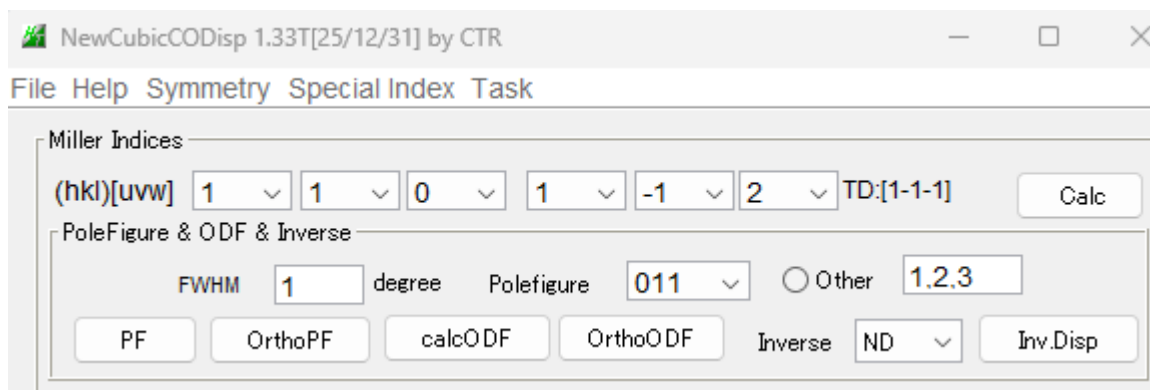 NewCubicCODisp 1.33T[25/12/31] by CTR
File Help Symmetry Special Index Task
Miller Indices
(hkl)[uvw] 1 1 0 1 -1 2 TD:[1-1-1] Calc
PoleFigure & ODF & Inverse
FWHM 1 degree Polefigure 011 Other 1,2,3
PF OrthoPF calcODF OrthoODF Inverse ND Inv.Disp